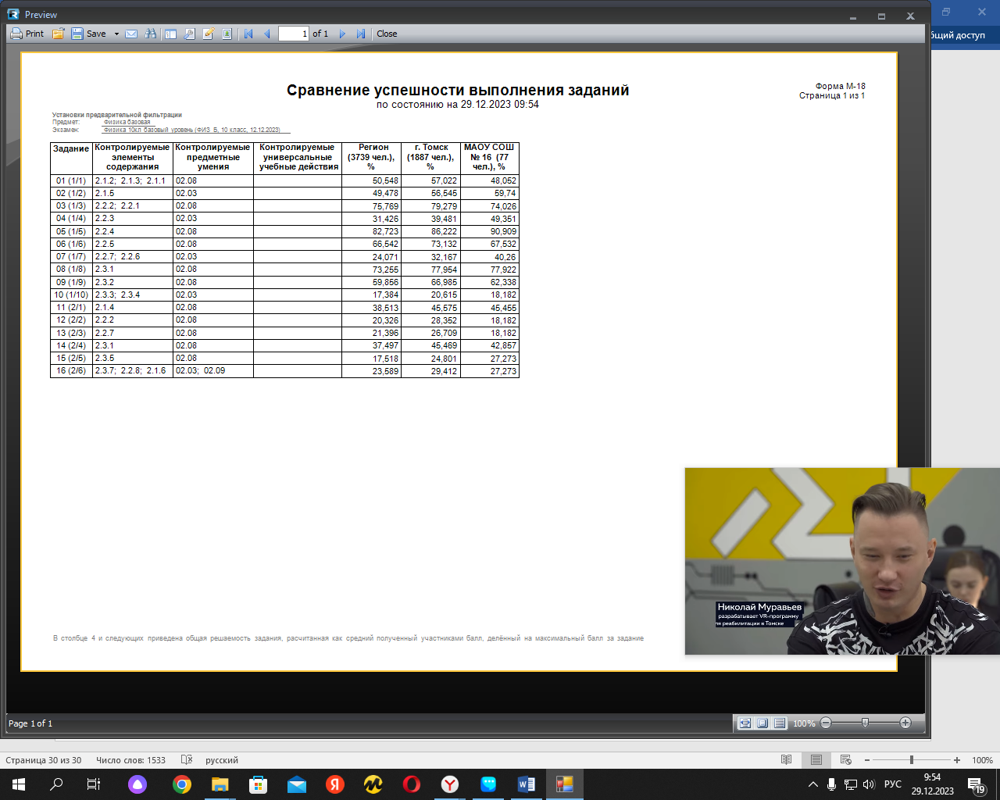 Preview
Print Save 1 of 1 Close
бщий доступ
Сравнение успешности выполнения заданий
по состоянию на 29.12.2023 09:54
Форма М-18
Страница 1 из 1
Установки предварительной фильтрации
Предмет: Физика базовая
Экзамен: Физика 10кл базовый уровень (ФИЗ_Б, 10 класс, 12.12.2023)
Задание Контролируемые элементы содержания Контролируемые предметные умения Контролируемые универсальные учебные действия Регион (3739 чел.), % г. Томск (1887 чел.), % МАОУ СОШ № 16 (77 чел.), %
01 (1/1) 2.1.2; 2.1.3; 2.1.1 02.08 50,548 57,022 48,052
02 (1/2) 2.1.5 02.03 49,478 56,545 59,74
03 (1/3) 2.2.2; 2.2.1 02.08 75,769 79,279 74,026
04 (1/4) 2.2.3 02.03 31,426 39,481 49,351
05 (1/5) 2.2.4 02.08 82,723 86,222 90,909
06 (1/6) 2.2.5 02.08 66,542 73,132 67,532
07 (1/7) 2.2.7; 2.2.6 02.03 24,071 32,167 40,26
08 (1/8) 2.3.1 02.08 73,255 77,954 77,922
09 (1/9) 2.3.2 02.08 59,856 66,985 62,338
10 (1/10) 2.3.3; 2.3.4 02.03 17,384 20,615 18,182
11 (2/1) 2.1.4 02.08 38,513 45,575 45,455
12 (2/2) 2.2.2 02.08 20,326 28,352 18,182
13 (2/3) 2.2.7 02.08 21,396 26,709 18,182
14 (2/4) 2.3.1 02.08 37,497 45,469 42,857
15 (2/5) 2.3.5 02.08 17,518 24,801 27,273
16 (2/6) 2.3.7; 2.2.8; 2.1.6 02.03; 02.09 23,589 29,412 27,273
Николай Муравьев
разрабатывает VR-программу
ля реабилитации в Томске
В столбце 4 и следующих приведена общая решаемость задания, расчитанная как средний полученный участниками балл, делённый на максимальный балл за задание
Page 1 of 1
100%
Страница 30 из 30 Число слов: 1533 русский
100%
РУС
9:54
29.12.2023
19